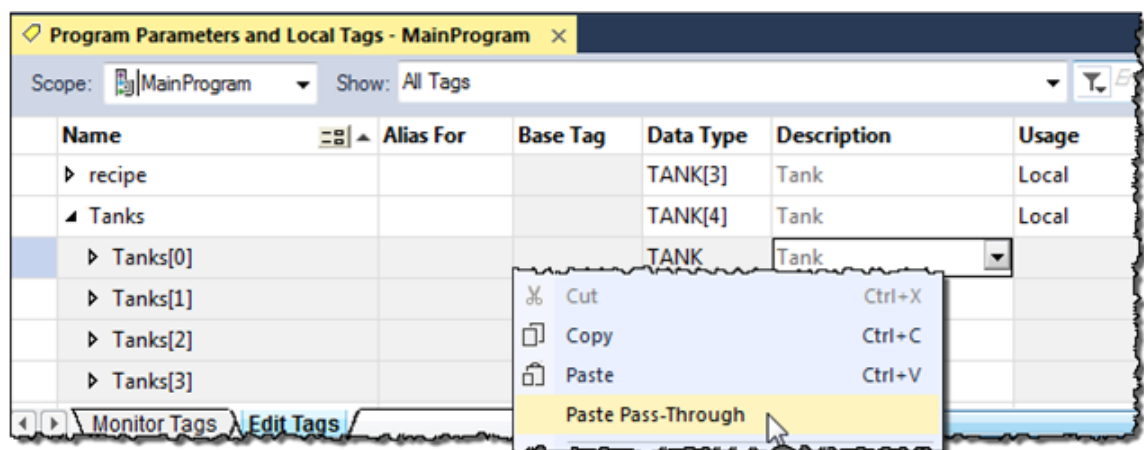 Program Parameters and Local Tags - MainProgram
Scope: MainProgram Show: All Tags
Name Alias For Base Tag Data Type Description Usage
recipe TANK[3] Tank Local
Tanks TANK[4] Tank Local
Tanks[0] TANK Tank
Tanks[1]
Tanks[2]
Tanks[3]
Cut Ctrl+X
Copy Ctrl+C
Paste Ctrl+V
Paste Pass-Through
Monitor Tags Edit Tags